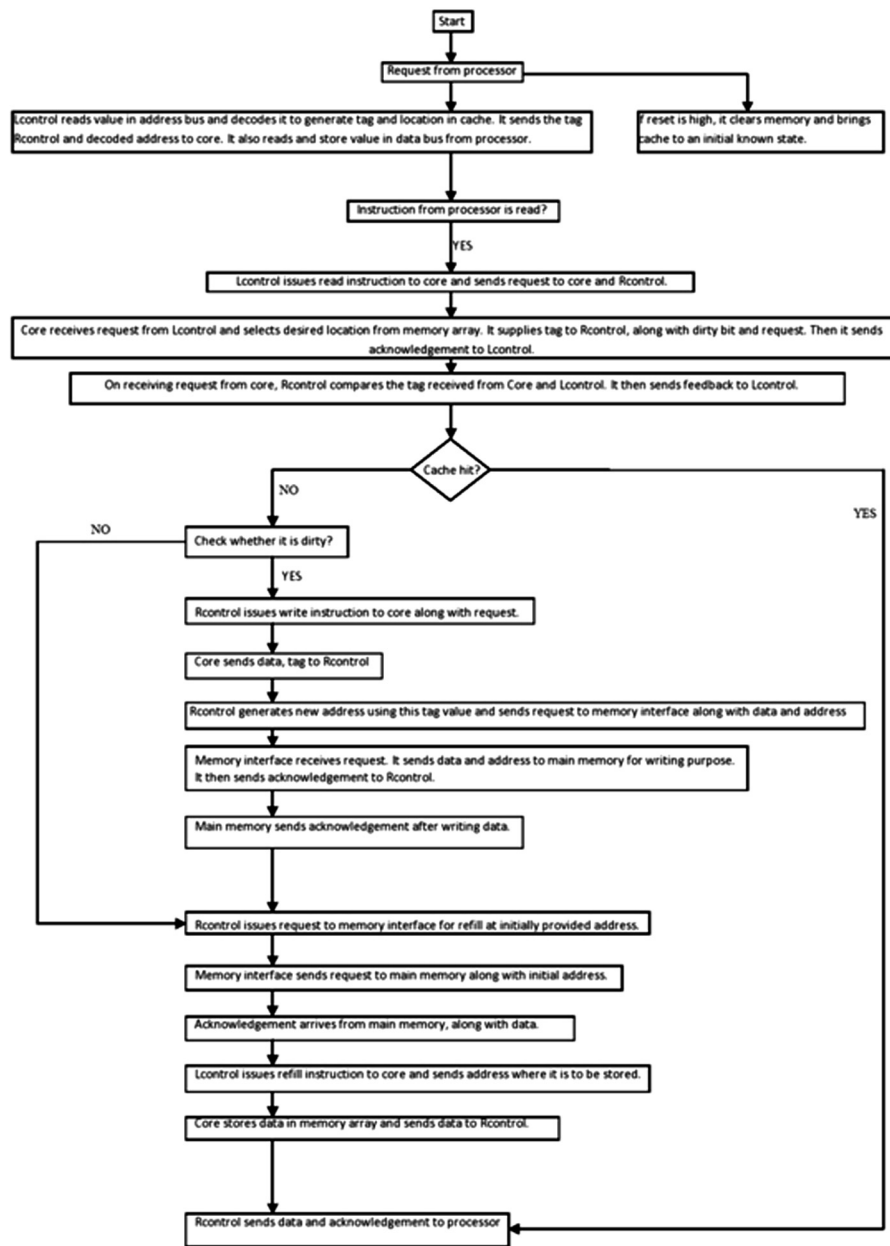 Start
Request from processor
Lcontrol reads value in address bus and decodes it to generate tag and location in cache. It sends the tag
Rcontrol and decoded address to core. It also reads and store value in data bus from processor.
f reset is high, it clears memory and brings
cache to an initial known state.
Instruction from processor is read?
YES
Lcontrol issues read instruction to core and sends request to core and Rcontrol.
Core receives request from Lcontrol and selects desired location from memory array. It supplies tag to Rcontrol, along with dirty bit and request. Then it sends
acknowledgement to Lcontrol.
On receiving request from core, Rcontrol compares the tag received from Core and Lcontrol. It then sends feedback to Lcontrol.
Cache hit?
NO
YES
NO
Check whether it is dirty?
YES
Rcontrol issues write instruction to core along with request.
Core sends data, tag to Rcontrol
Rcontrol generates new address using this tag value and sends request to memory interface along with data and address
Memory interface receives request. It sends data and address to main memory for writing purpose.
It then sends acknowledgement to Rcontrol.
Main memory sends acknowledgement after writing data.
Rcontrol issues request to memory interface for refill at initially provided address.
Memory interface sends request to main memory along with initial address.
Acknowledgement arrives from main memory, along with data.
Lcontrol issues refill instruction to core and sends address where it is to be stored.
Core stores data in memory array and sends data to Rcontrol.
Rcontrol sends data and acknowledgement to processor